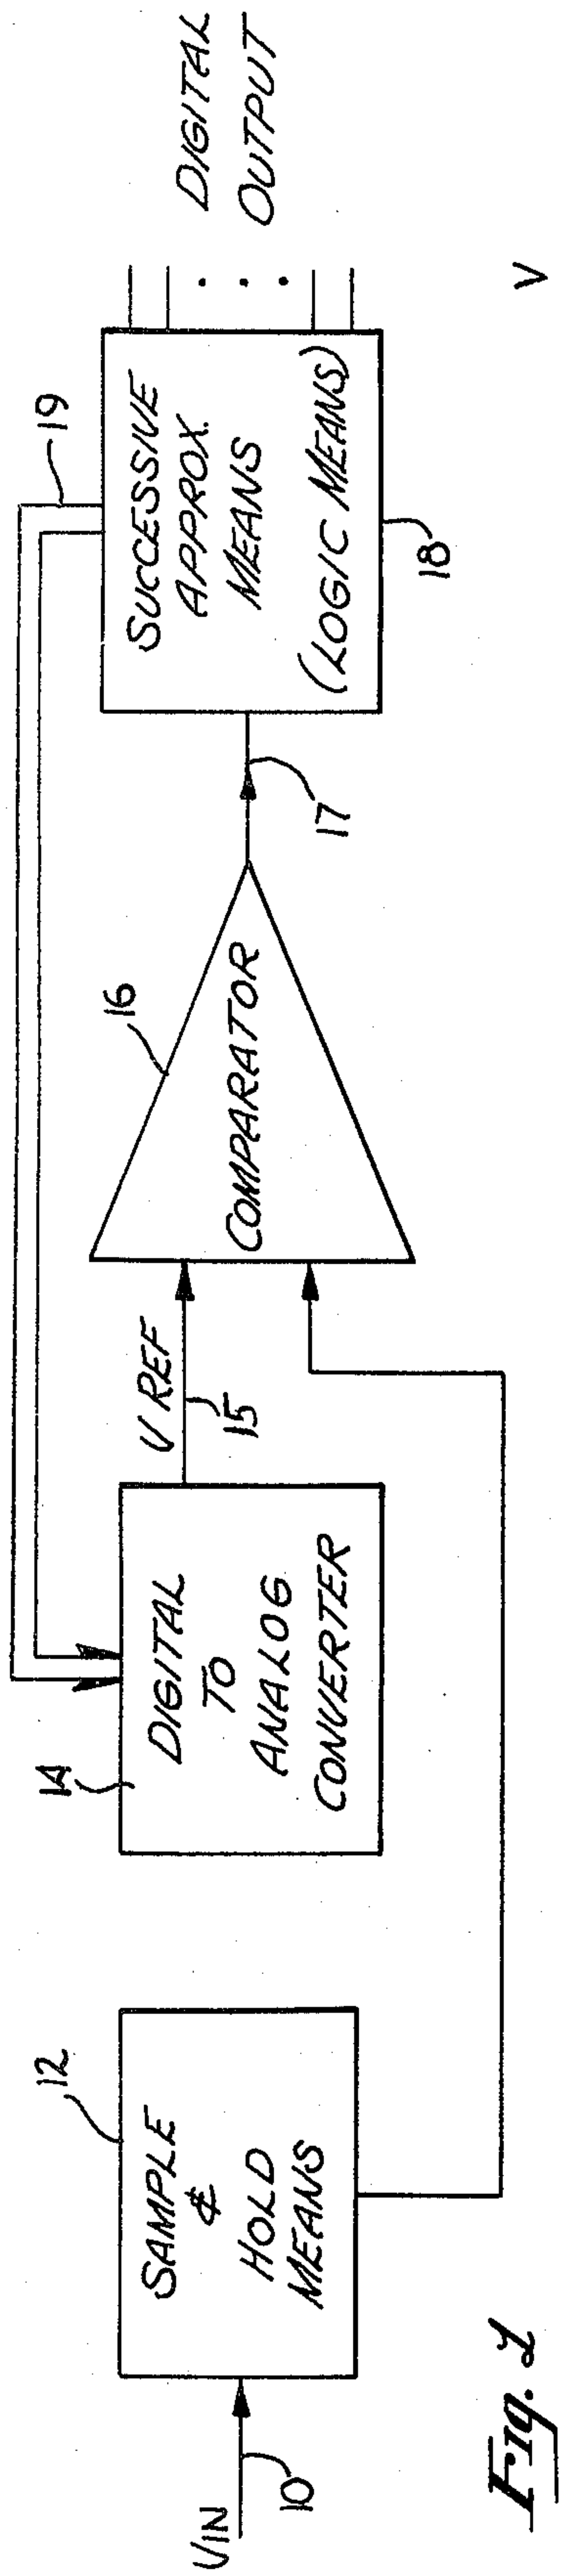 VIN
10
12
SAMPLE
&
HOLD
MEANS
14
DIGITAL
TO
ANALOG
CONVERTER
V REF
15
16
COMPARATOR
17
19
SUCCESSIVE
APPROX.
MEANS
(LOGIC MEANS)
18
DIGITAL
OUTPUT
V
Fig. 1